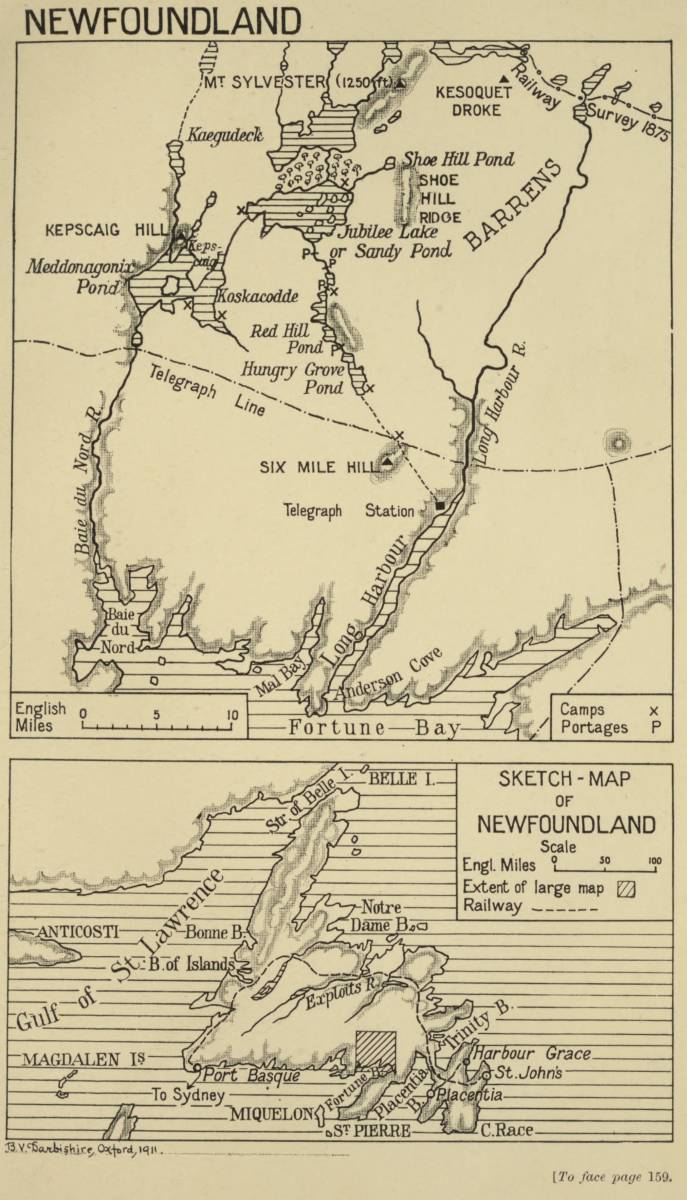 NEWFOUNDLAND
MT SYLVESTER (1250 ft)
KESOQUET
DROKE
Railway
Survey 1875
Kaegudeck
Shoe Hill Pond
SHOE
HILL
RIDGE
BARRENS
KEPSCAIG HILL
Keps-
caig
Jubilee Lake
or Sandy Pond
Meddonagonix
Pond
Koskacodde
P
P
P
Red Hill
Pond
P
Hungry Grove
Pond
Telegraph Line
Long Harbour R.
Baie du Nord R.
SIX MILE HILL
Telegraph Station
Long Harbour
Baie
du
Nord
Mal Bay
Anderson Cove
English
Miles
0 5 10
Fortune Bay
Camps x
Portages P
SKETCH-MAP
OF
NEWFOUNDLAND
Scale
Engl. Miles 0 50 100
Extent of large map
Railway
Str. of Belle I.
BELLE I.
Gulf of St. Lawrence
Notre
Dame B.
ANTICOSTI
Bonne B.
B. of Islands
Exploits R.
Trinity B.
MAGDALEN IS
Port Basque
Harbour Grace
St. John's
To Sydney
Fortune B.
Placentia
B.
Placentia
MIQUELON
ST PIERRE
C. Race
B.V. Darbishire, Oxford, 1911.
[To face page 159.